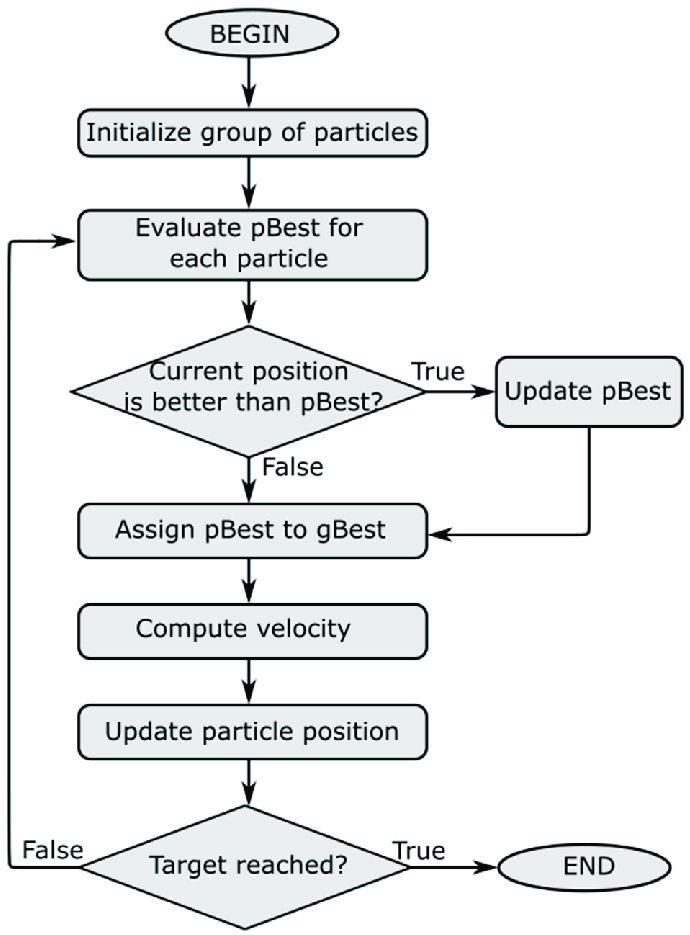 BEGIN
Initialize group of particles
Evaluate pBest for
each particle
Current position
is better than pBest?
True
Update pBest
False
Assign pBest to gBest
Compute velocity
Update particle position
False
Target reached?
True
END